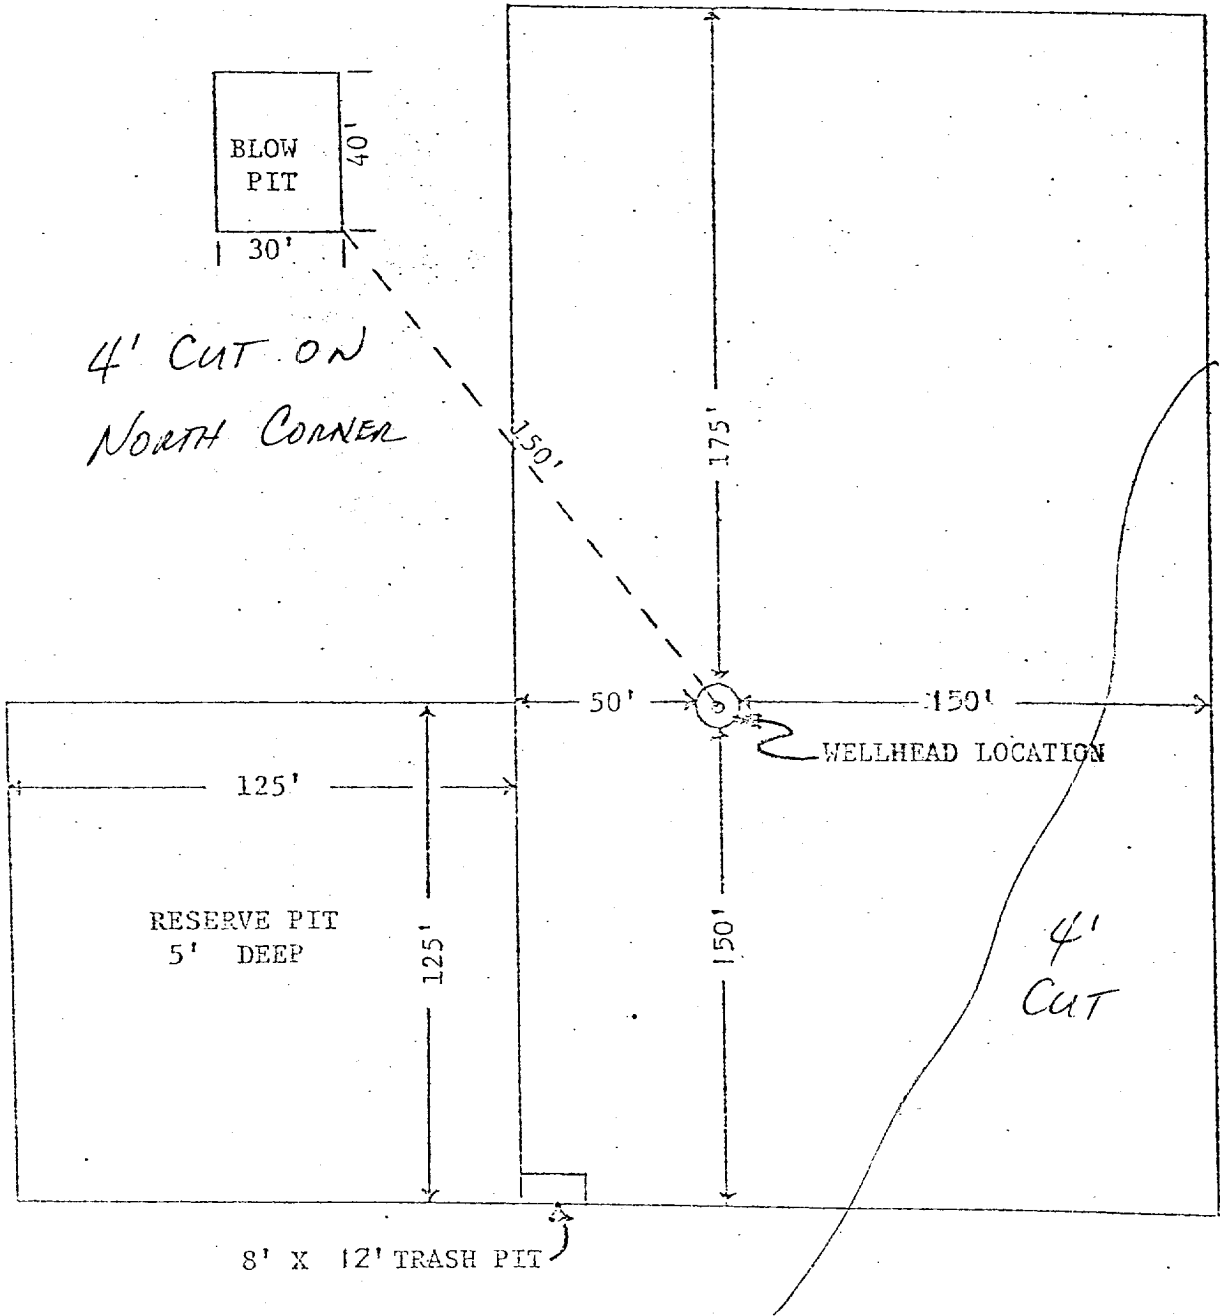 BLOW
PIT
40'
30'
4' CUT ON
NORTH CORNER
150'
175'
50'
150'
WELLHEAD LOCATION
125'
RESERVE PIT
5' DEEP
125'
150'
4'
CUT
8' X 12' TRASH PIT